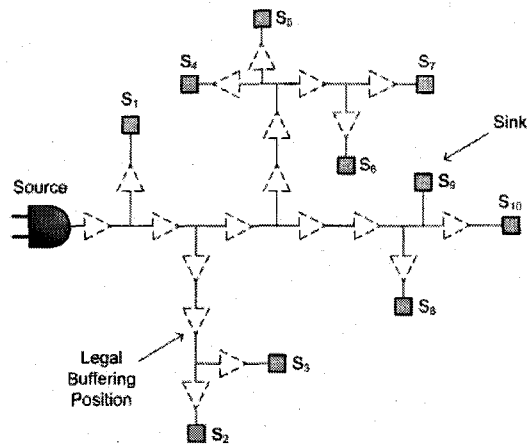 S5
S4
S7
S1
Sink
S6
S9
Source
S10
S8
Legal
Buffering
Position
S3
S2